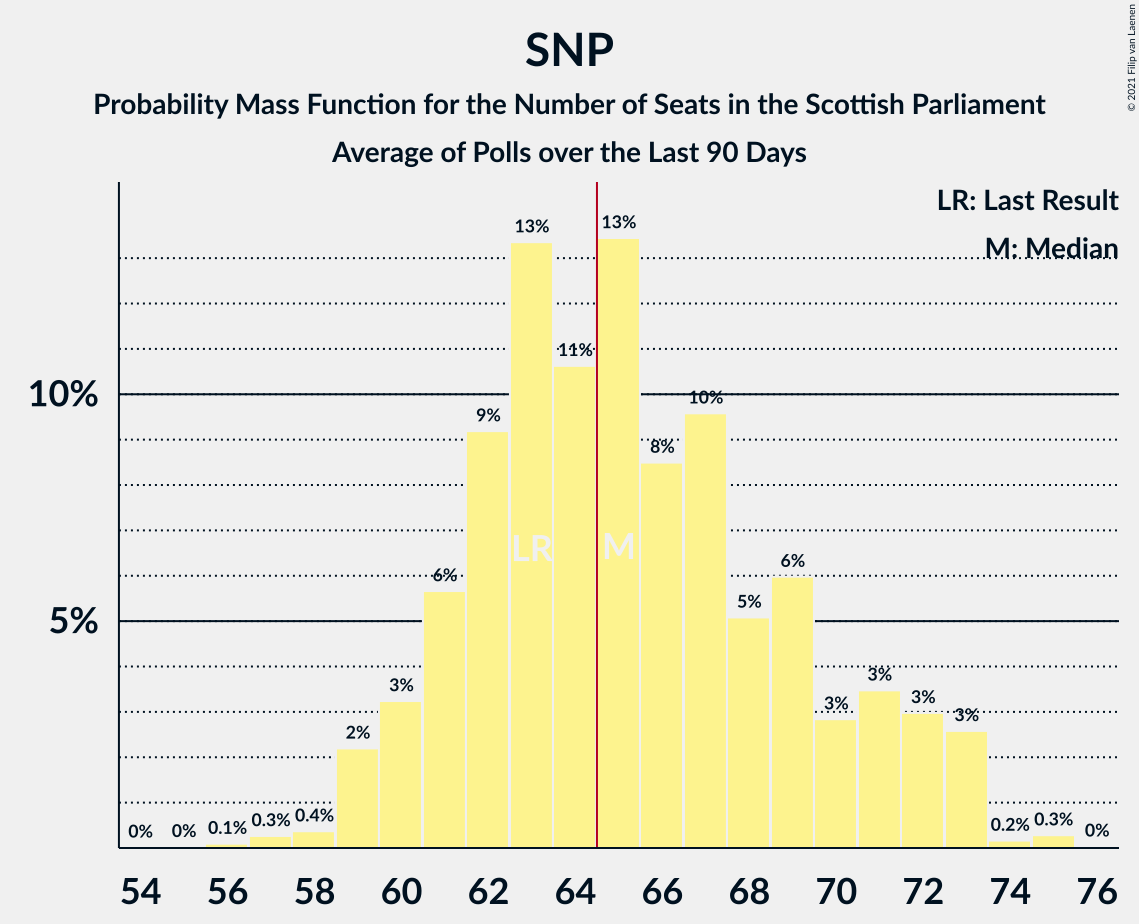 SNP
Probability Mass Function for the Number of Seats in the Scottish Parliament
Average of Polls over the Last 90 Days
© 2021 Filip van Laenen
LR: Last Result
M: Median
10%
5%
0% 0% 0.1% 0.3% 0.4% 2% 3% 6% 9% 13% 11% 13% 8% 10% 5% 6% 3% 3% 3% 3% 0.2% 0.3% 0%
LR M
54 56 58 60 62 64 66 68 70 72 74 76